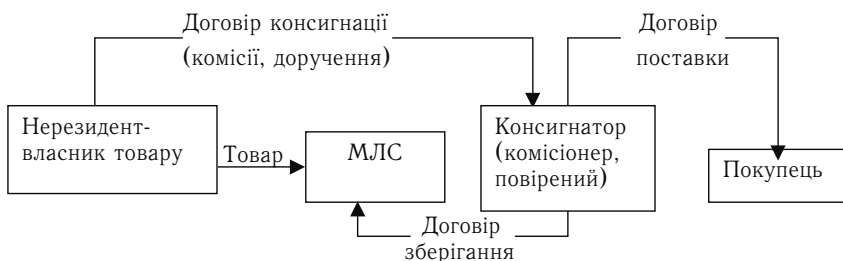 Договір консигнації
(комісії, доручення)
Договір
поставки
Нерезидент-
власник товару
Товар
МЛС
Консигнатор
(комісіонер,
повірений)
Покупець
Договір
зберігання